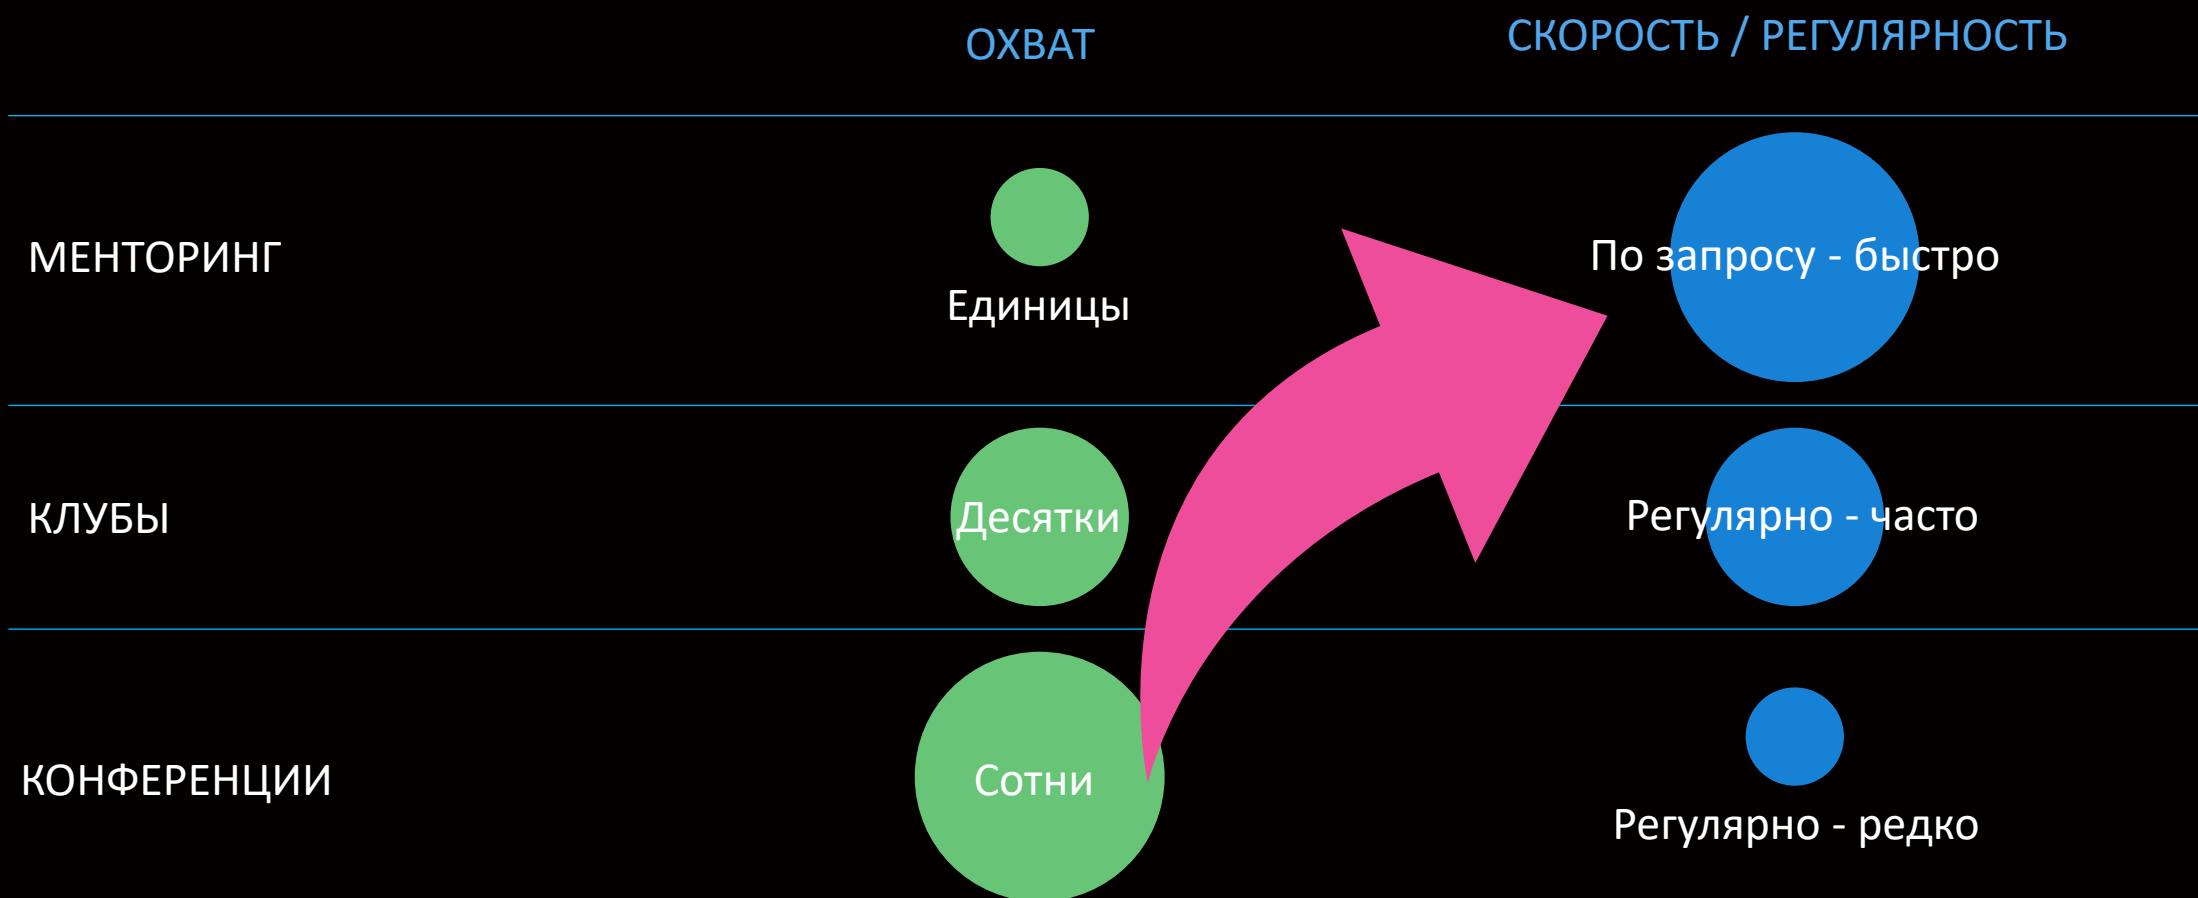 ОХВАТ
СКОРОСТЬ / РЕГУЛЯРНОСТЬ
МЕНТОРИНГ
Единицы
По запросу - быстро
КЛУБЫ
Десятки
Регулярно - часто
КОНФЕРЕНЦИИ
Сотни
Регулярно - редко